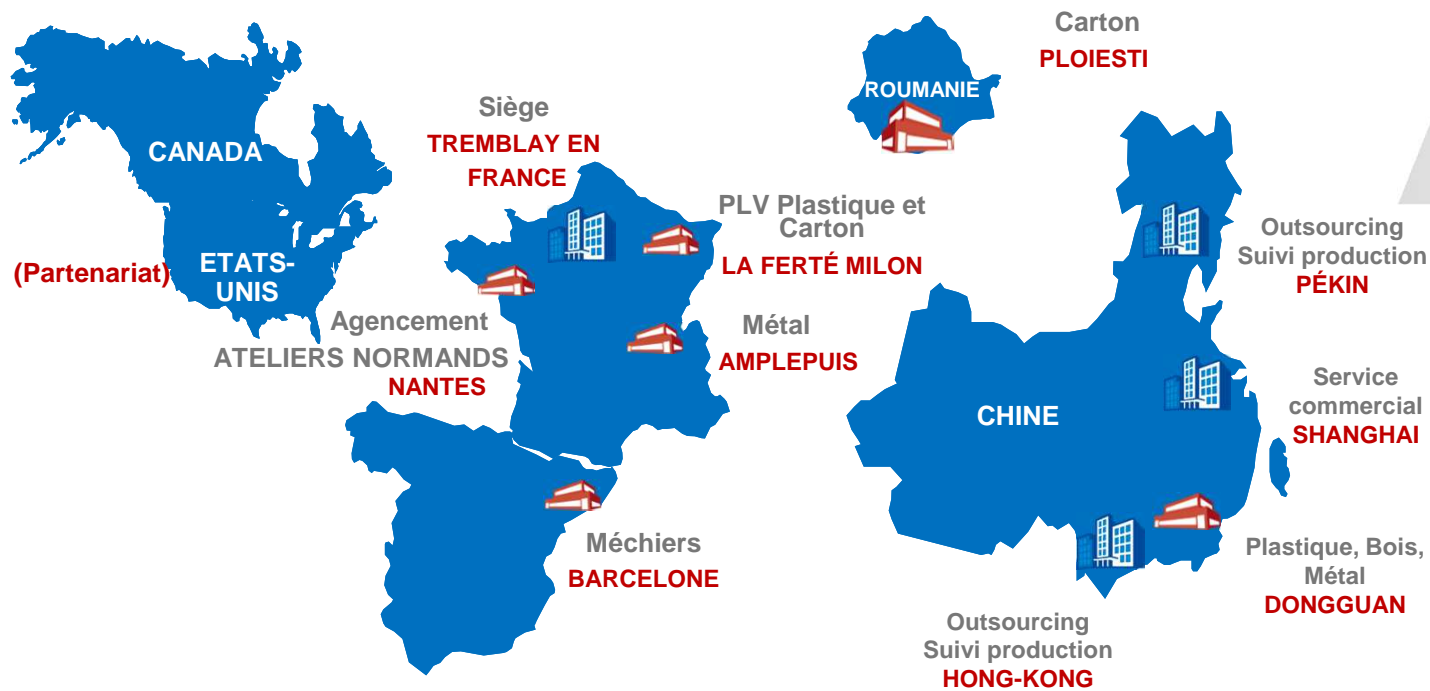 CANADA
(Partenariat)
ETATS-
UNIS
Siège
TREMBLAY EN
FRANCE
PLV Plastique et
Carton
LA FERTÉ MILON
Agencement
ATELIERS NORMANDS
NANTES
Métal
AMPLEPUIS
Méchiers
BARCELONE
Carton
PLOIESTI
ROUMANIE
Outsourcing
Suivi production
PÉKIN
CHINE
Service
commercial
SHANGHAI
Plastique, Bois,
Métal
DONGGUAN
Outsourcing
Suivi production
HONG-KONG